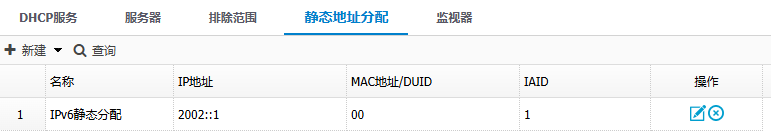 DHCP服务 服务器 排除范围 静态地址分配 监视器
新建 查询
名称 IP地址 MAC地址/DUID IAID 操作
1 IPv6静态分配 2002::1 00 1